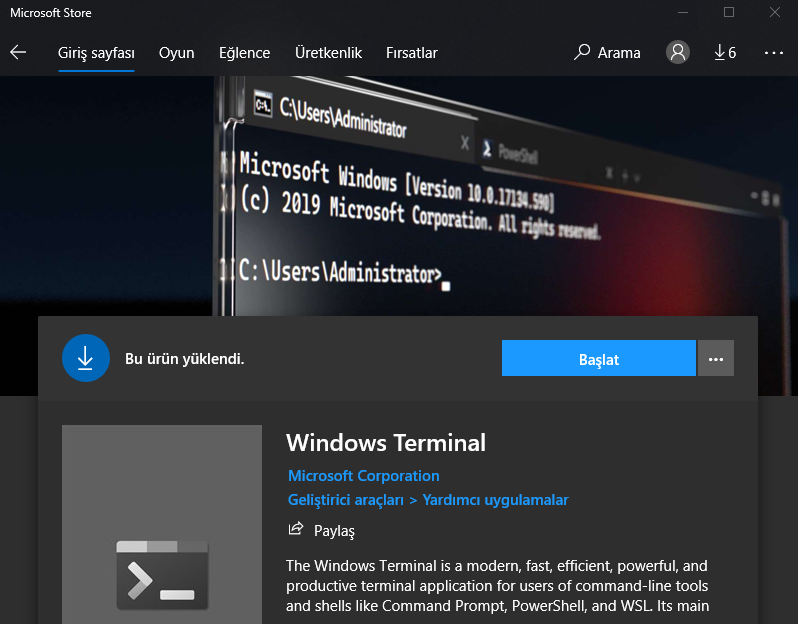 Microsoft Store
Giriş sayfası Oyun Eğlence Üretkenlik Fırsatlar Arama 6
C:\Users\Administrator
PowerShell
Microsoft Windows [Version 10.0.17134.590]
(c) 2019 Microsoft Corporation. All rights reserved.
C:\Users\Administrator>
Bu ürün yüklendi.
Başlat
Windows Terminal
Microsoft Corporation
Geliştirici araçları > Yardımcı uygulamalar
Paylaş
The Windows Terminal is a modern, fast, efficient, powerful, and
productive terminal application for users of command-line tools
and shells like Command Prompt, PowerShell, and WSL. Its main